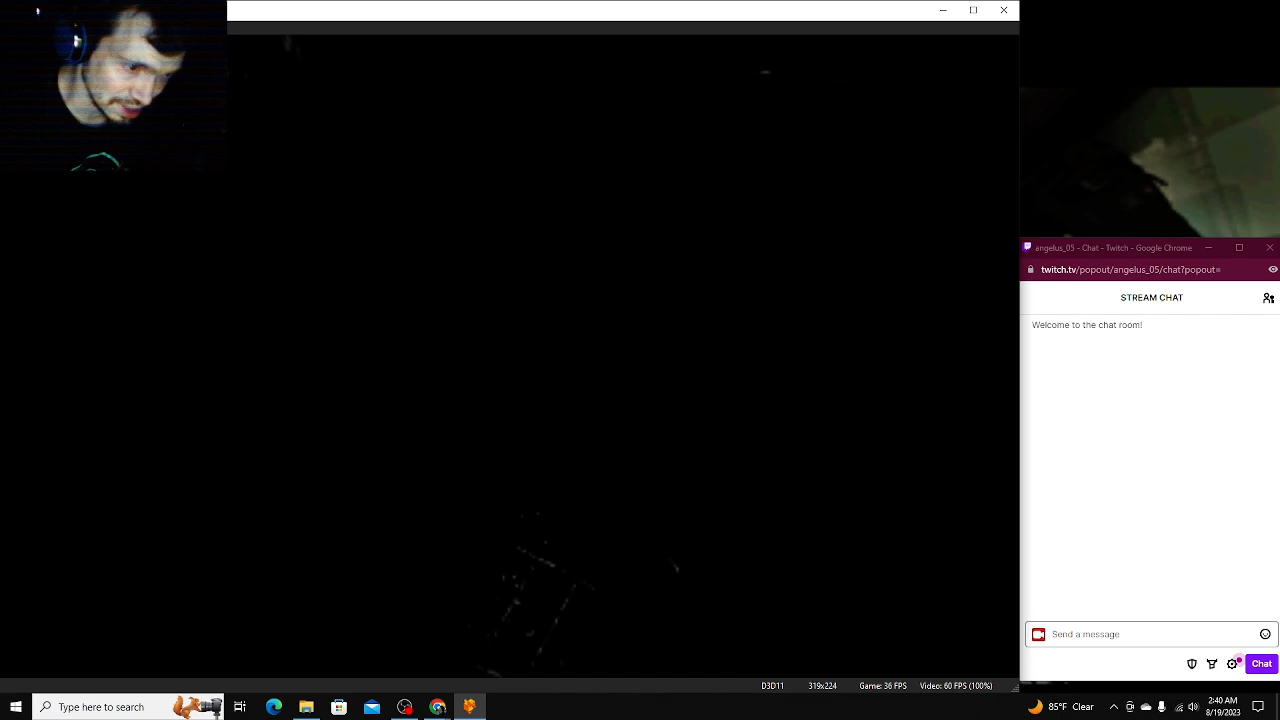 angelus_05 - Chat - Twitch - Google Chrome
twitch.tv/popout/angelus_05/chat?popout=
STREAM CHAT
Welcome to the chat room!
Send a message
Chat
D3D11 319x224 Game: 36 FPS Video: 60 FPS (100%)
Type here to search
85°F Clear
2:40 AM
8/19/2023